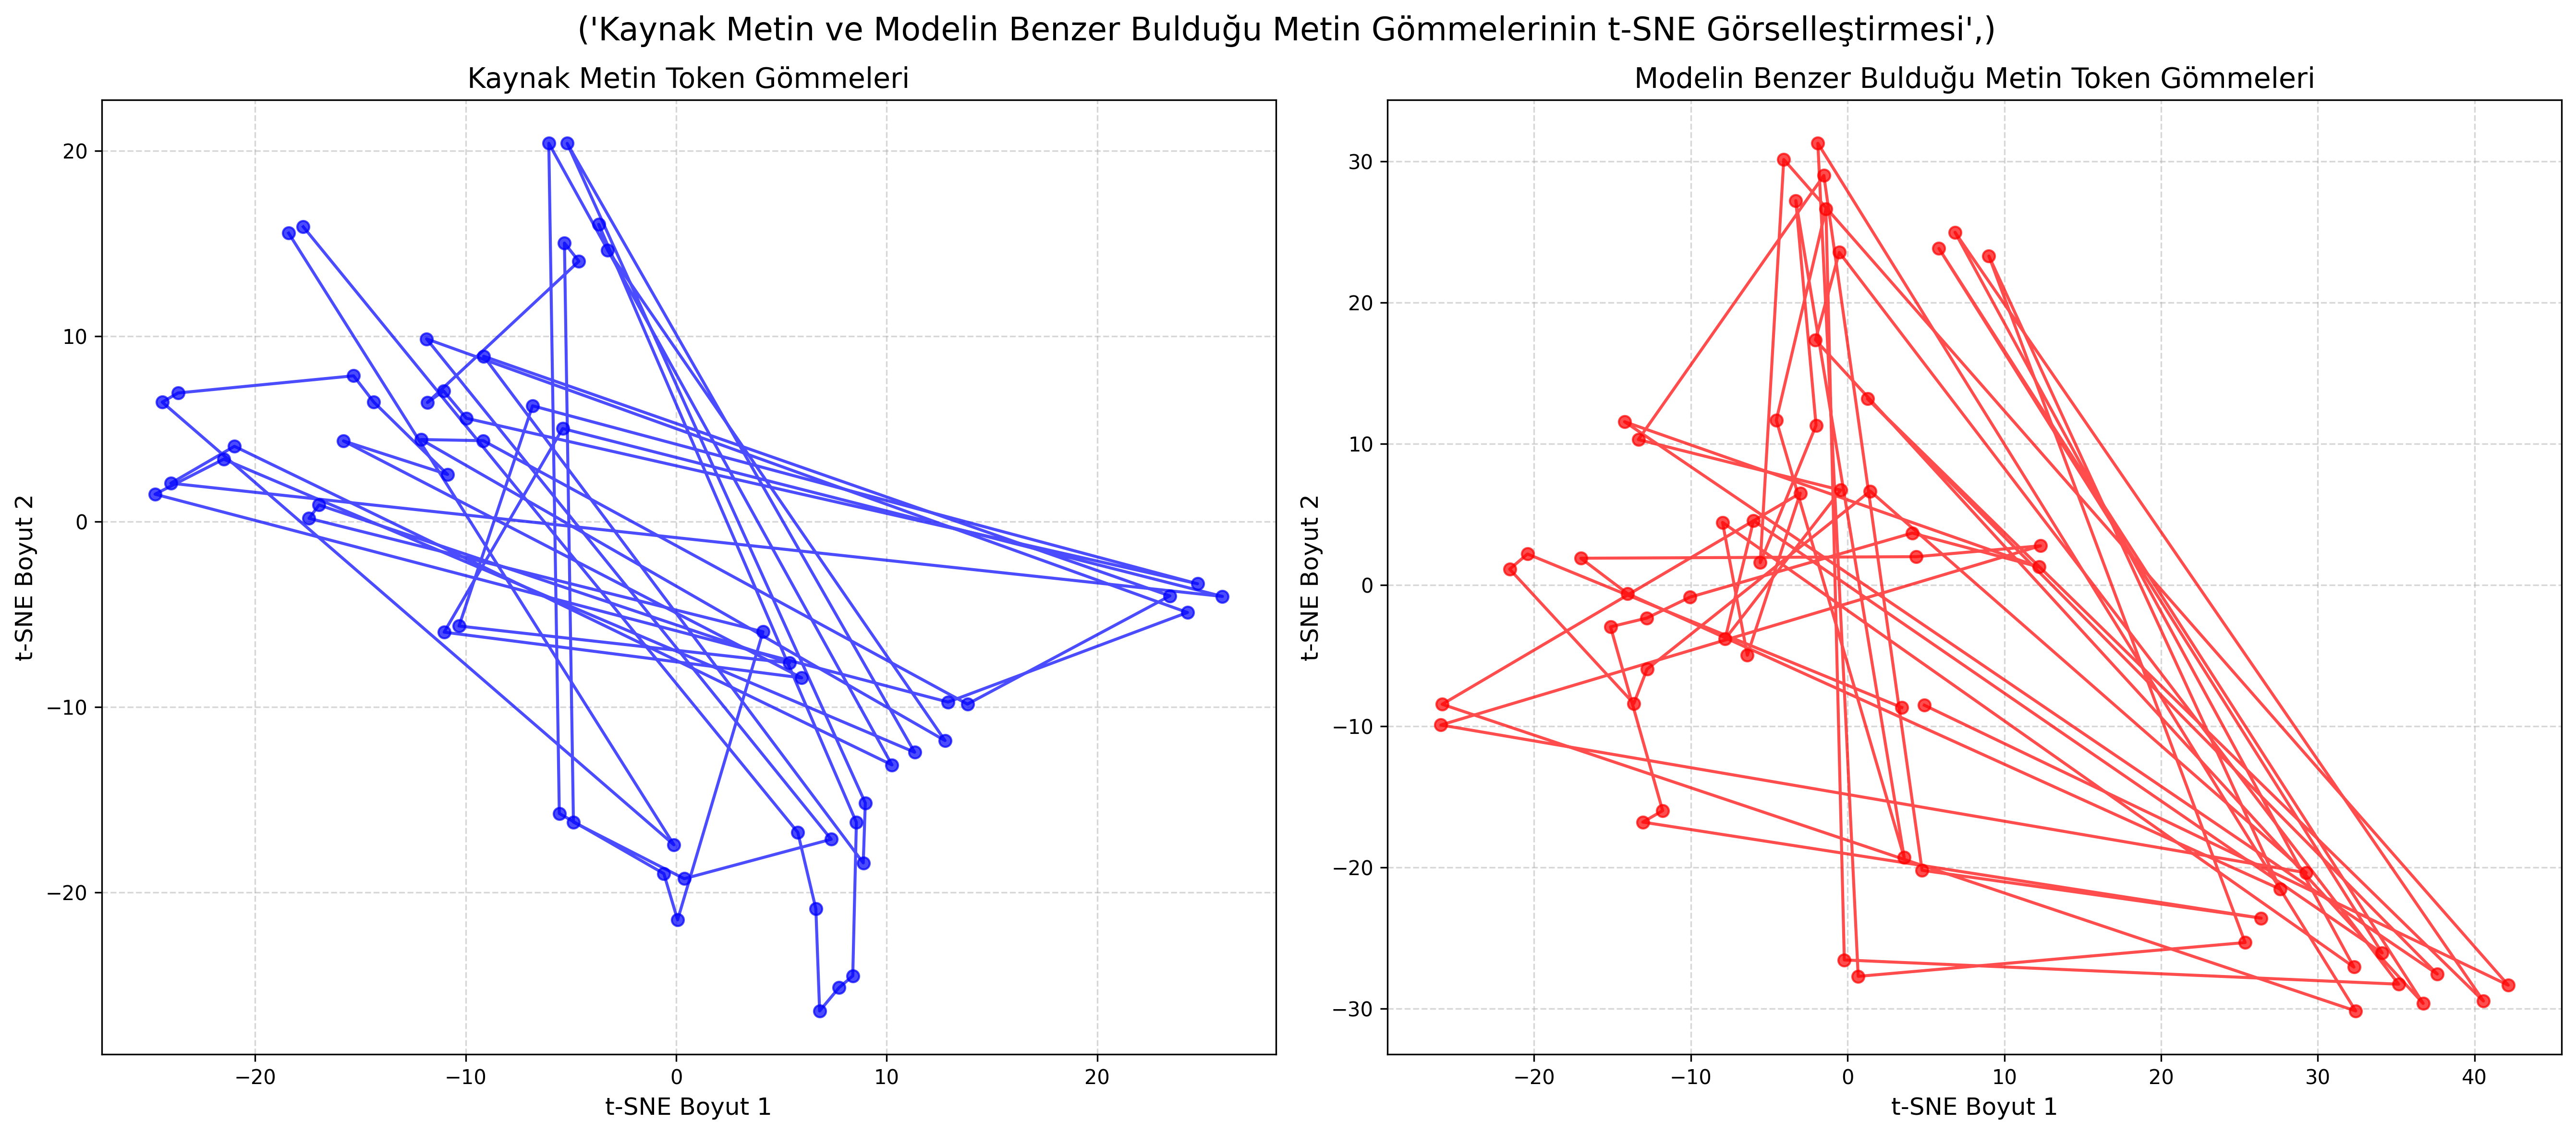 ('Kaynak Metin ve Modelin Benzer Bulduğu Metin Gömmelerinin t-SNE Görselleştirmesi',)
Kaynak Metin Token Gömmeleri
20
10
0
−10
−20
t-SNE Boyut 2
−20 −10 0 10 20
t-SNE Boyut 1
Modelin Benzer Bulduğu Metin Token Gömmeleri
30
20
10
0
−10
−20
−30
t-SNE Boyut 2
−20 −10 0 10 20 30 40
t-SNE Boyut 1